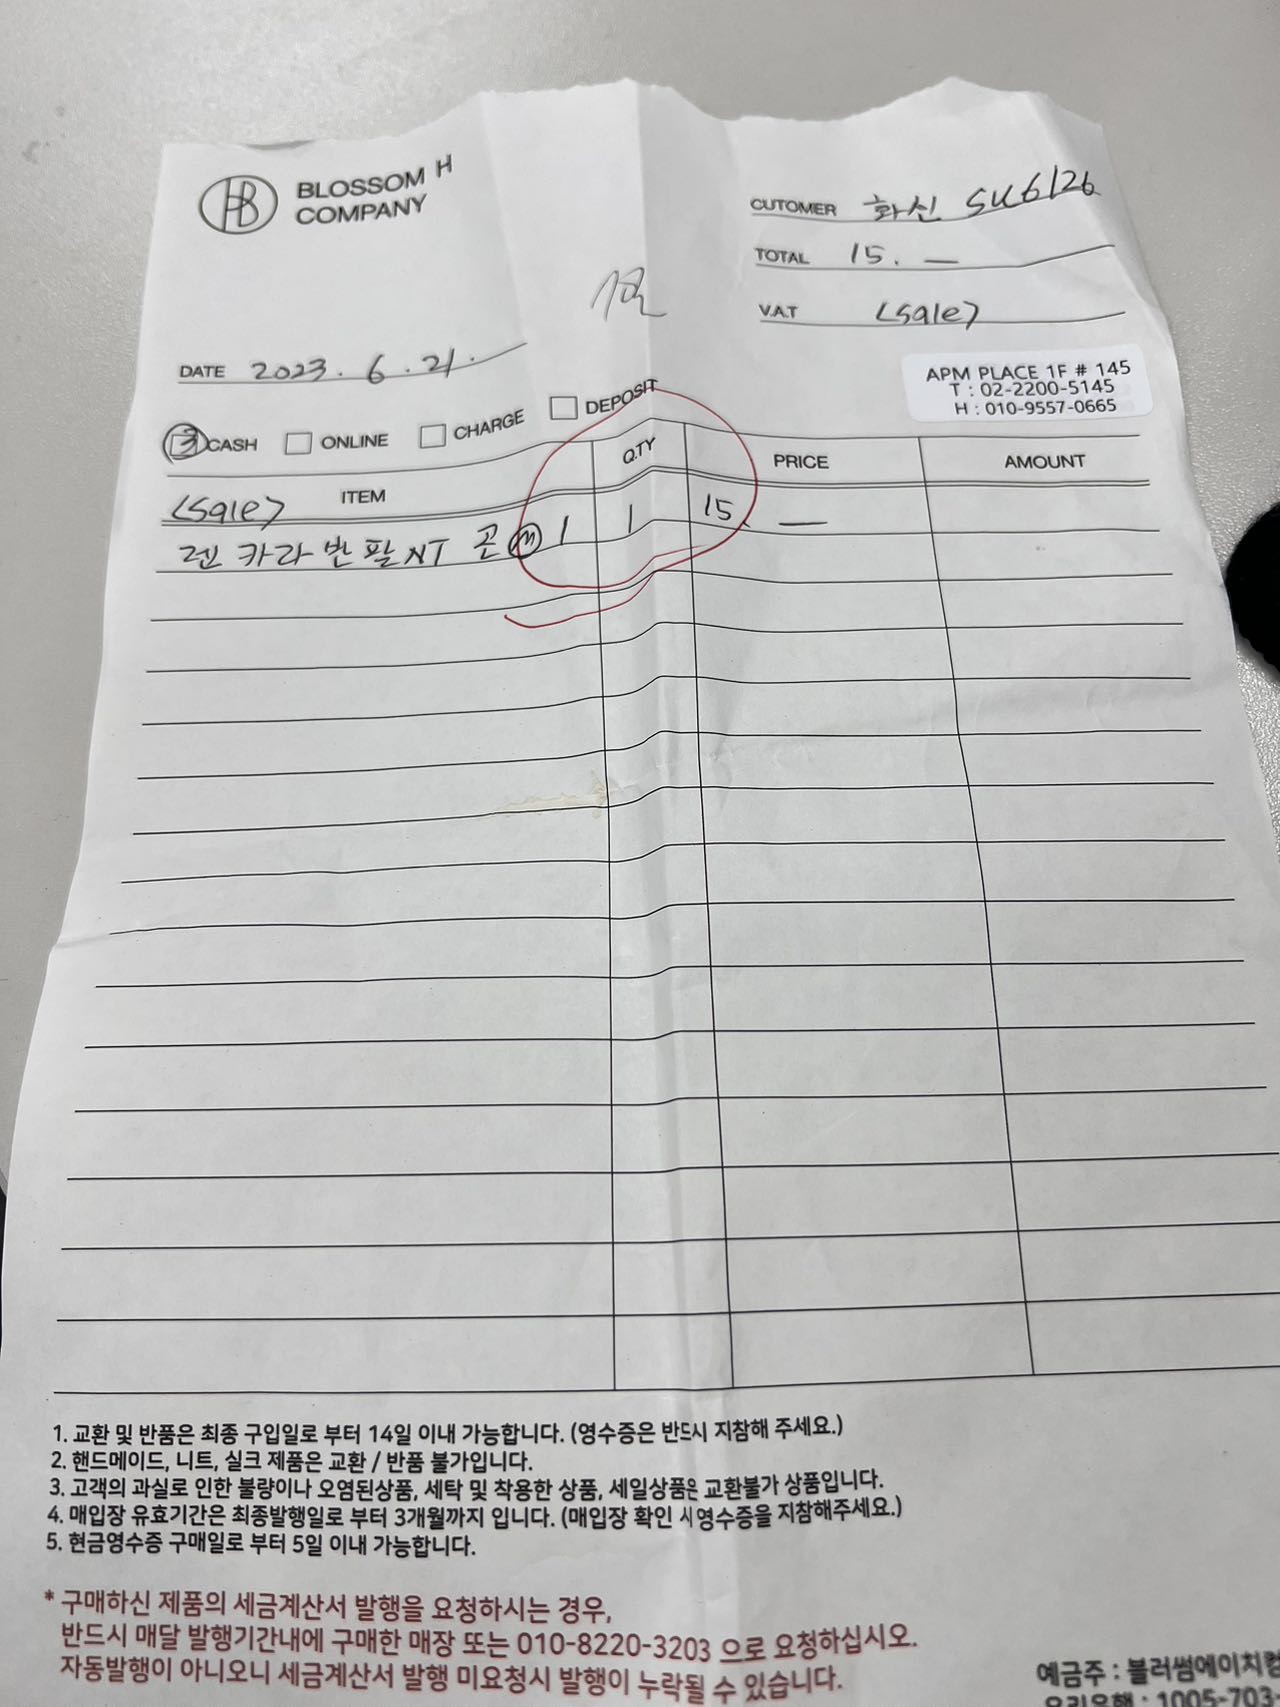 HB BLOSSOM H
COMPANY
CUTOMER 화신 SU6126
TOTAL 15. —
V.A.T <sale>
DATE 2023. 6. 21.
APM PLACE 1F # 145
T : 02-2200-5145
H : 010-9557-0665
CASH ONLINE CHARGE DEPOSIT
<sale> ITEM Q.TY PRICE AMOUNT
렌 카라 반팔 NT 곤 m 1 1 15. —
1. 교환 및 반품은 최종 구입일로 부터 14일 이내 가능합니다. (영수증은 반드시 지참해 주세요.)
2. 핸드메이드, 니트, 실크 제품은 교환 / 반품 불가입니다.
3. 고객의 과실로 인한 불량이나 오염된상품, 세탁 및 착용한 상품, 세일상품은 교환불가 상품입니다.
4. 매입장 유효기간은 최종발행일로 부터 3개월까지 입니다. (매입장 확인 시영수증을 지참해주세요.)
5. 현금영수증 구매일로 부터 5일 이내 가능합니다.
* 구매하신 제품의 세금계산서 발행을 요청하시는 경우,
반드시 매달 발행기간내에 구매한 매장 또는 010-8220-3203 으로 요청하십시오.
자동발행이 아니오니 세금계산서 발행 미요청시 발행이 누락될 수 있습니다.
예금주 : 블러썸에이치컴
: 1005-703-